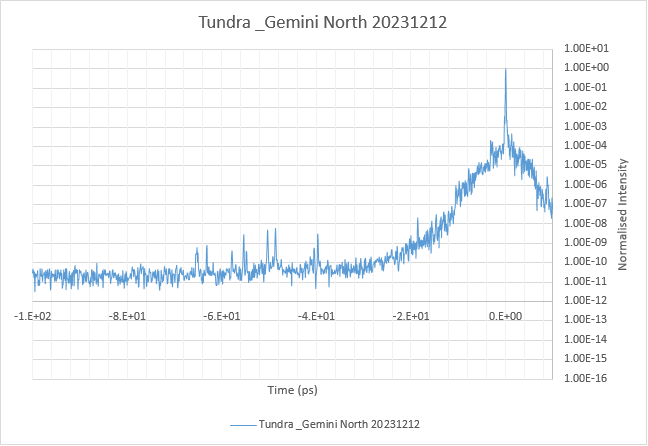 Tundra _Gemini North 20231212
1.00E+01
1.00E+00
1.00E-01
1.00E-02
1.00E-03
1.00E-04
1.00E-05
1.00E-06
1.00E-07
1.00E-08
1.00E-09
1.00E-10
1.00E-11
1.00E-12
1.00E-13
1.00E-14
1.00E-15
1.00E-16
Normalised Intensity
-1.E+02 -8.E+01 -6.E+01 -4.E+01 -2.E+01 0.E+00
Time (ps)
Tundra _Gemini North 20231212